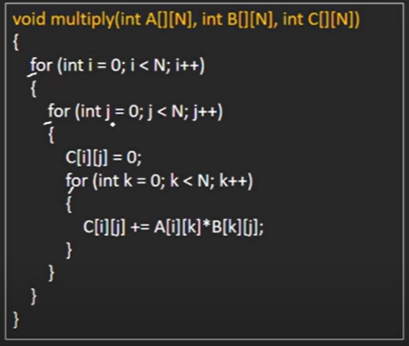 void multiply(int A[][N], int B[][N], int C[][N])
{
for (int i = 0; i < N; i++)
{
for (int j = 0; j < N; j++)
{
C[i][j] = 0;
for (int k = 0; k < N; k++)
{
C[i][j] += A[i][k]*B[k][j];
}
}
}
}